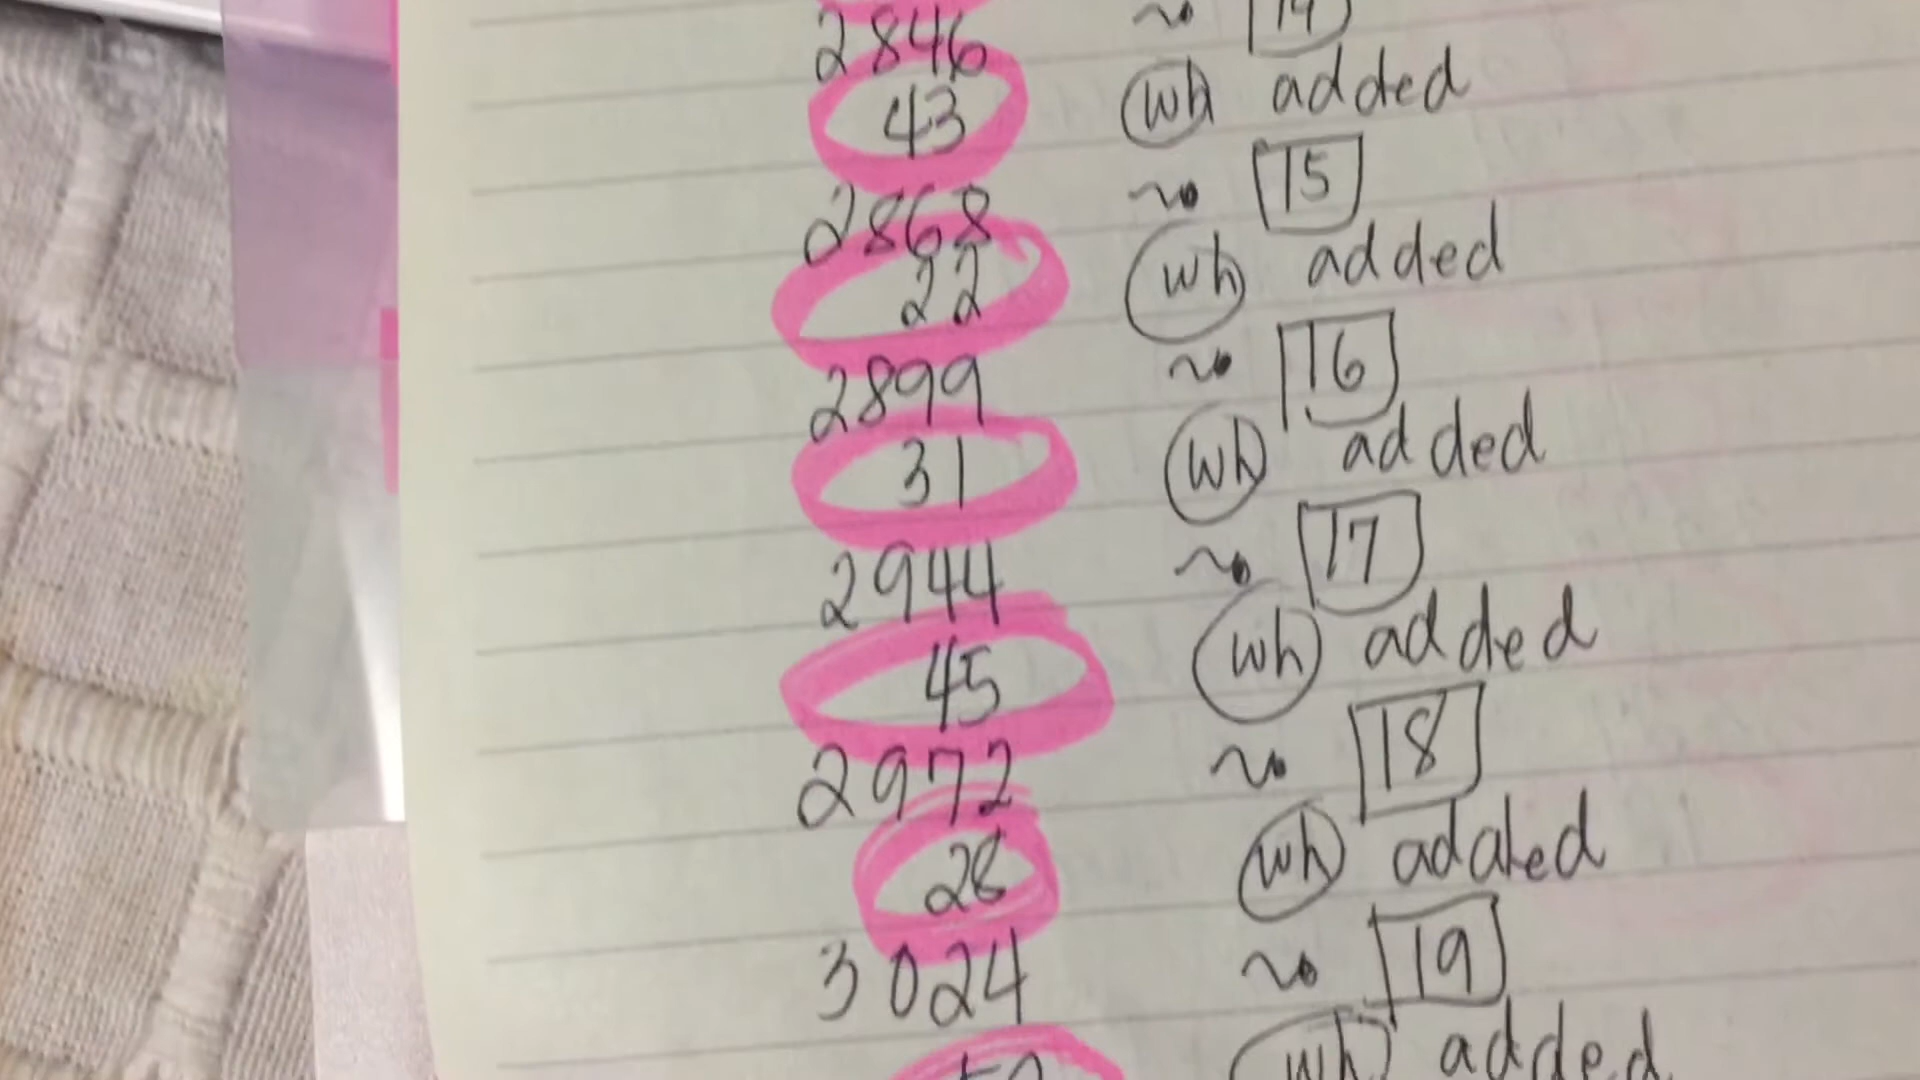 2846 ~ 14
43 wh added
2868 ~ 15
22 wh added
2899 ~ 16
31 wh added
2944 ~ 17
45 wh added
2972 ~ 18
28 wh added
3024 ~ 19
wh added